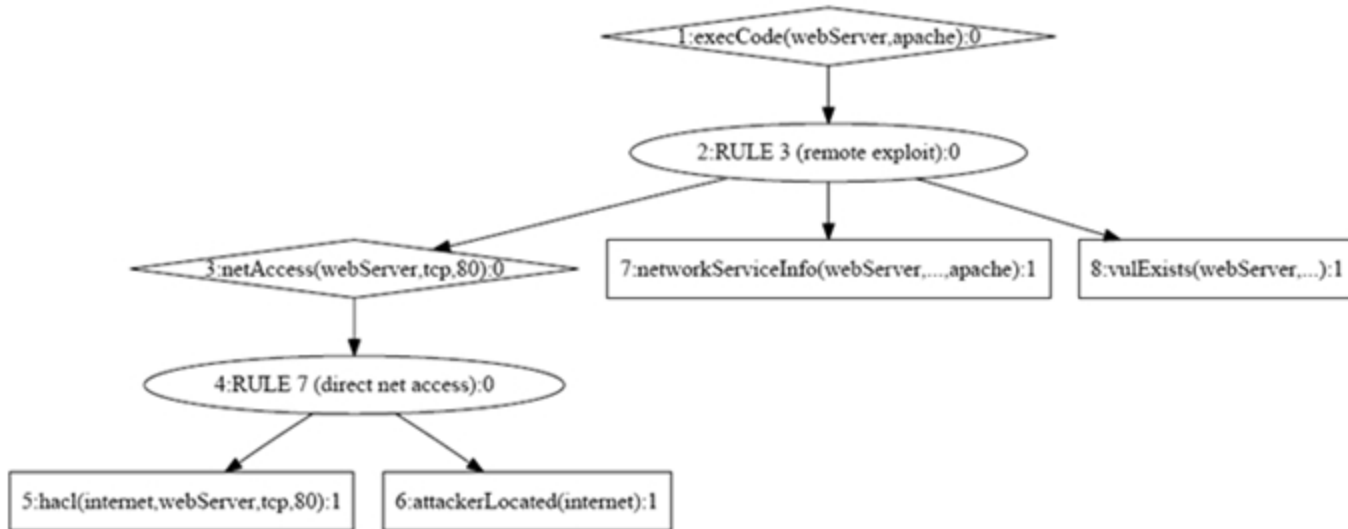 1:execCode(webServer,apache):0
2:RULE 3 (remote exploit):0
3:netAccess(webServer,tcp,80):0
7:networkServiceInfo(webServer,...,apache):1
8:vulExists(webServer,...):1
4:RULE 7 (direct net access):0
5:hacl(internet,webServer,tcp,80):1
6:attackerLocated(internet):1